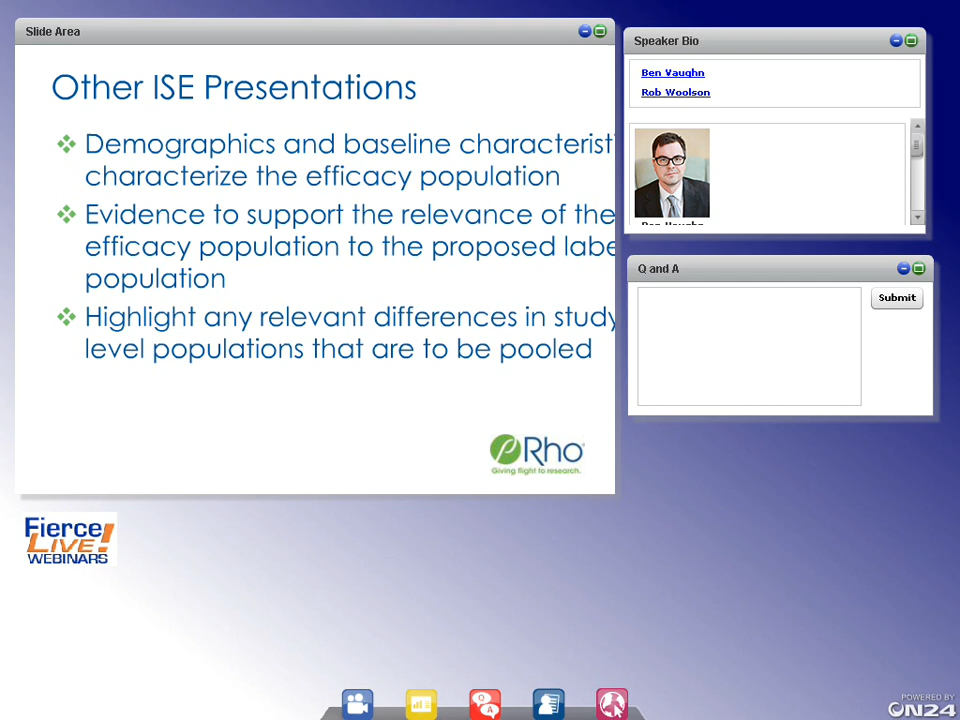 Slide Area
Other ISE Presentations
Demographics and baseline characterist
characterize the efficacy population
Evidence to support the relevance of the
efficacy population to the proposed labe
population
Highlight any relevant differences in study
level populations that are to be pooled
Rho
Giving flight to research.
Speaker Bio
Ben Vaughn
Rob Woolson
Ben Vaughn
Q and A
Submit
Fierce
LIVE!
WEBINARS
Q
A
POWERED BY
ON24